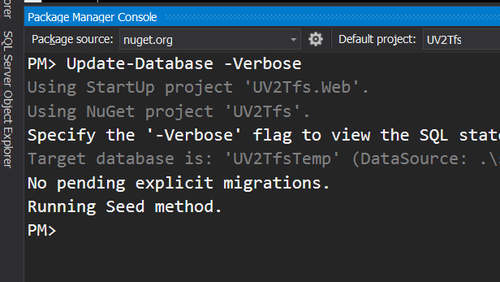 Package Manager Console
Package source: nuget.org
Default project: UV2Tfs
PM> Update-Database -Verbose
Using StartUp project 'UV2Tfs.Web'.
Using NuGet project 'UV2Tfs'.
Specify the '-Verbose' flag to view the SQL
Target database is: 'UV2TfsTemp' (DataSource: .\
No pending explicit migrations.
Running Seed method.
PM>
SQL Server Object Explorer